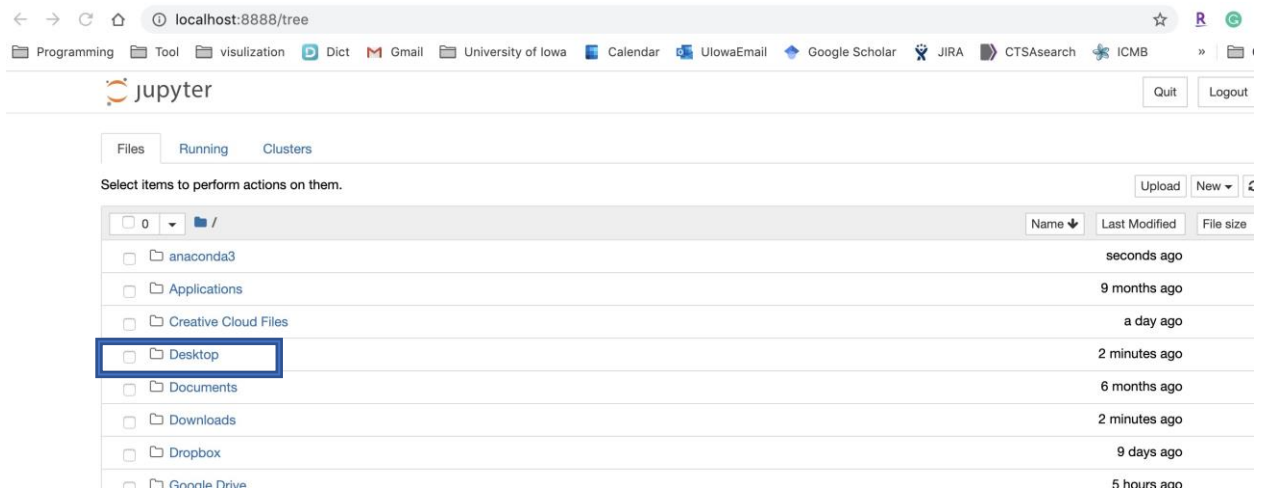 localhost:8888/tree R G
Programming Tool visulization D Dict M Gmail University of Iowa Calendar UIowaEmail Google Scholar JIRA CTSAsearch ICMB »
jupyter Quit Logout
Files Running Clusters
Select items to perform actions on them. Upload New
0 / Name Last Modified File size
anaconda3 seconds ago
Applications 9 months ago
Creative Cloud Files a day ago
Desktop 2 minutes ago
Documents 6 months ago
Downloads 2 minutes ago
Dropbox 9 days ago
Google Drive 5 hours ago